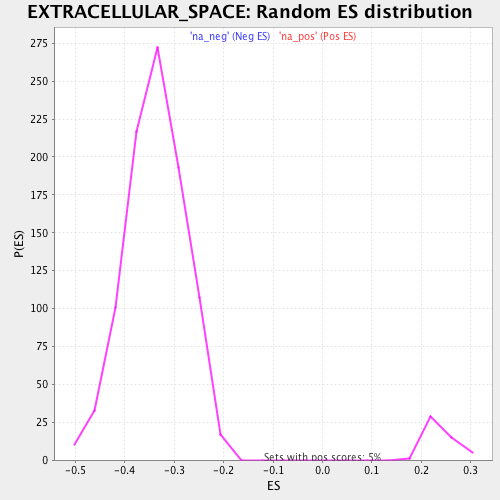 EXTRACELLULAR_SPACE: Random ES distribution
'na_neg' (Neg ES) 'na_pos' (Pos ES)
275
250
225
200
175
150
125
100
75
50
25
0
P(ES)
Sets with pos scores: 5%
-0.5 -0.4 -0.3 -0.2 -0.1 0.0 0.1 0.2 0.3
ES